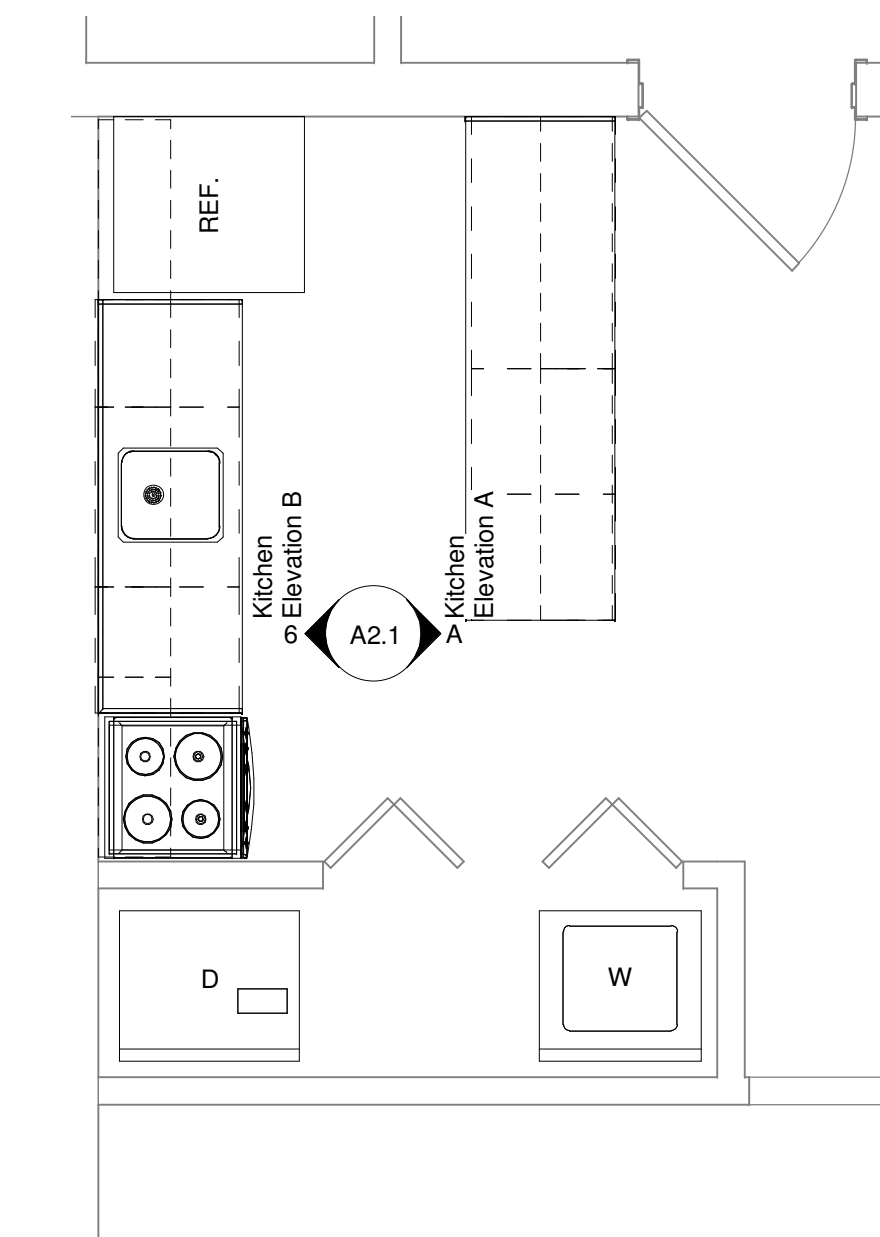 REF.
Kitchen
Elevation B
Kitchen
Elevation A
6
A2.1
A
D
W